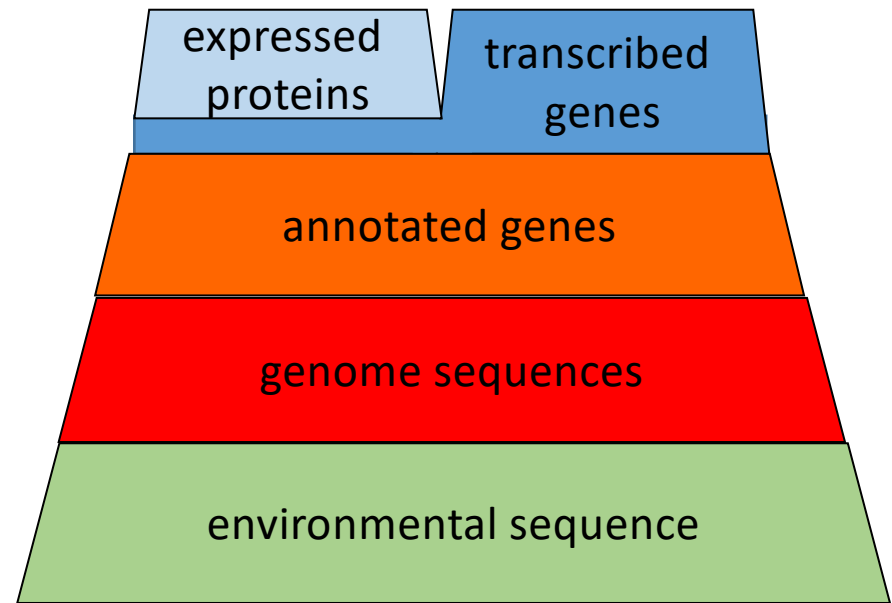 expressed
proteins
transcribed
genes
annotated genes
genome sequences
environmental sequence